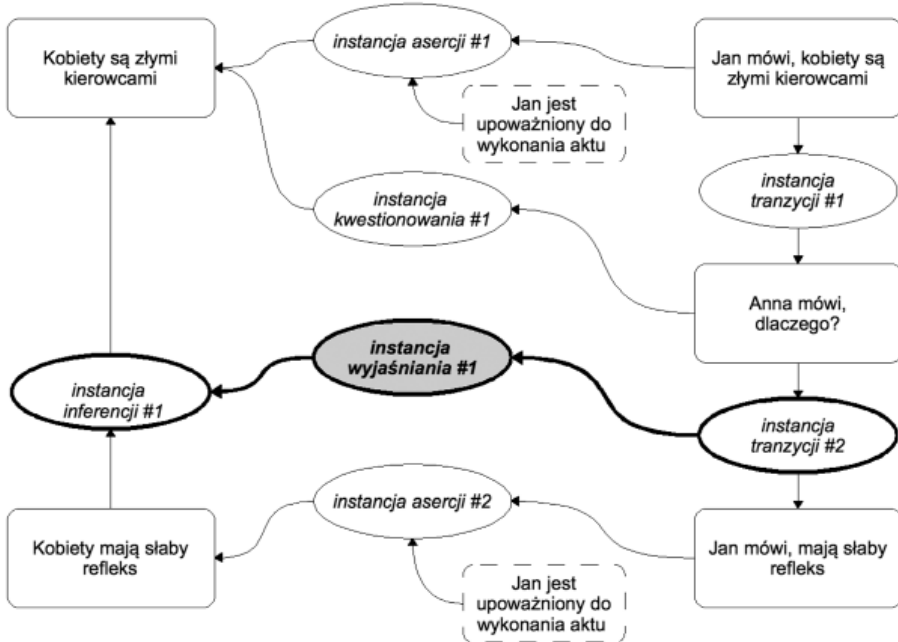 Kobiety są złymi
kierowcami
instancja asercji #1
Jan mówi, kobiety są
złymi kierowcami
Jan jest
upoważniony do
wykonania aktu
instancja
kwestionowania #1
instancja
tranzycji #1
Anna mówi,
dlaczego?
instancja
wyjaśniania #1
instancja
inferencji #1
instancja
tranzycji #2
instancja asercji #2
Kobiety mają słaby
refleks
Jan mówi, mają słaby
refleks
Jan jest
upoważniony do
wykonania aktu